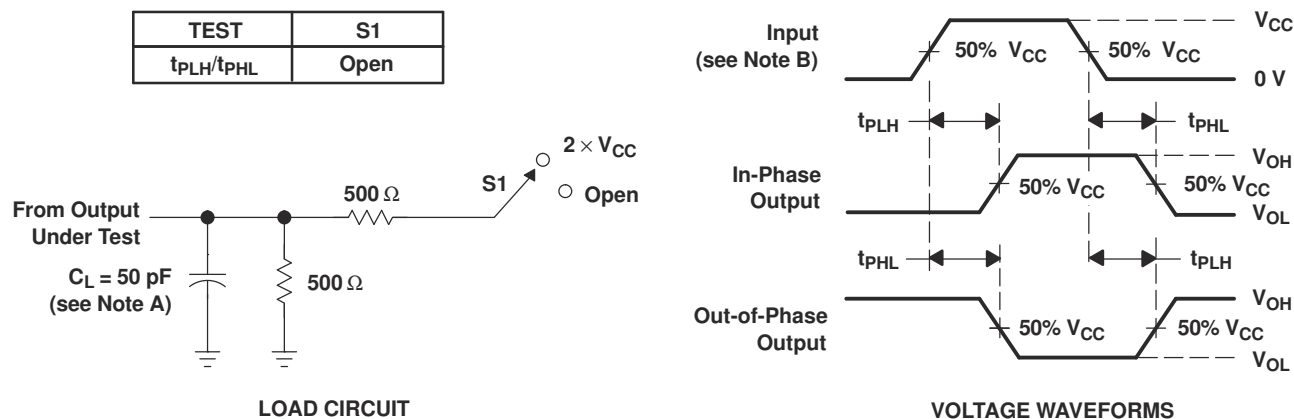 TEST S1
tPLH/tPHL Open
2 × VCC
S1
Open
500 Ω
From Output
Under Test
CL = 50 pF
(see Note A)
500 Ω
LOAD CIRCUIT
Input
(see Note B)
VCC
50% VCC
50% VCC
0 V
tPLH
tPHL
In-Phase
Output
VOH
50% VCC
50% VCC
VOL
tPHL
tPLH
Out-of-Phase
Output
VOH
50% VCC
50% VCC
VOL
VOLTAGE WAVEFORMS